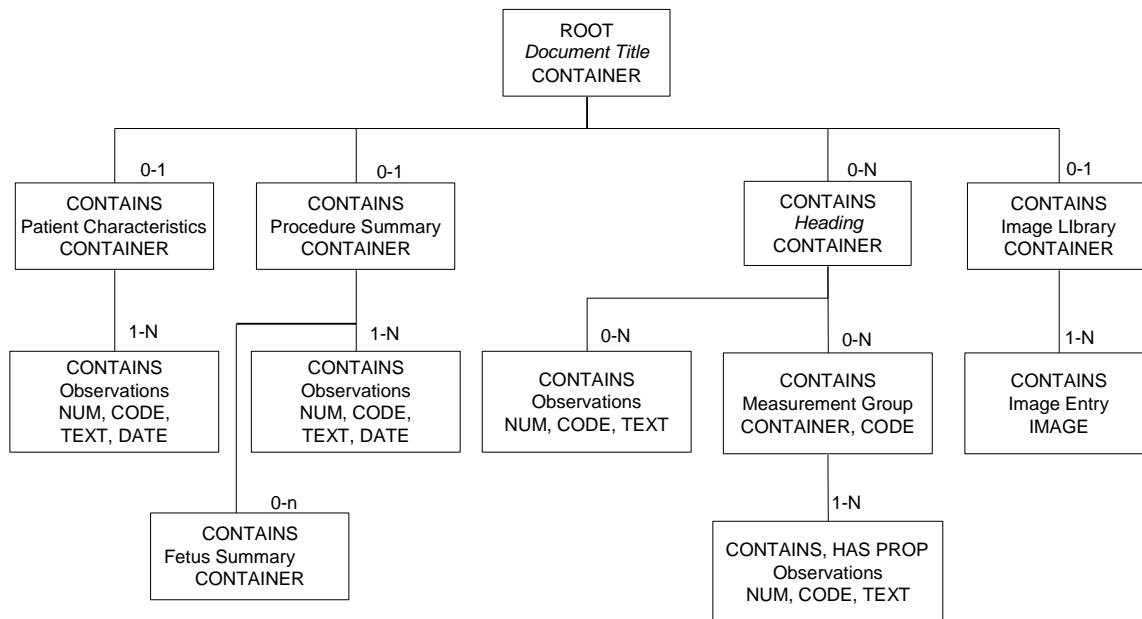 ROOT
Document Title
CONTAINER
0-1
0-1
0-N
0-1
CONTAINS
Patient Characteristics
CONTAINER
CONTAINS
Procedure Summary
CONTAINER
CONTAINS
Heading
CONTAINER
CONTAINS
Image LIbrary
CONTAINER
1-N
1-N
0-N
0-N
1-N
CONTAINS
Observations
NUM, CODE,
TEXT, DATE
CONTAINS
Observations
NUM, CODE,
TEXT, DATE
CONTAINS
Observations
NUM, CODE, TEXT
CONTAINS
Measurement Group
CONTAINER, CODE
CONTAINS
Image Entry
IMAGE
0-n
1-N
CONTAINS
Fetus Summary
CONTAINER
CONTAINS, HAS PROP
Observations
NUM, CODE, TEXT